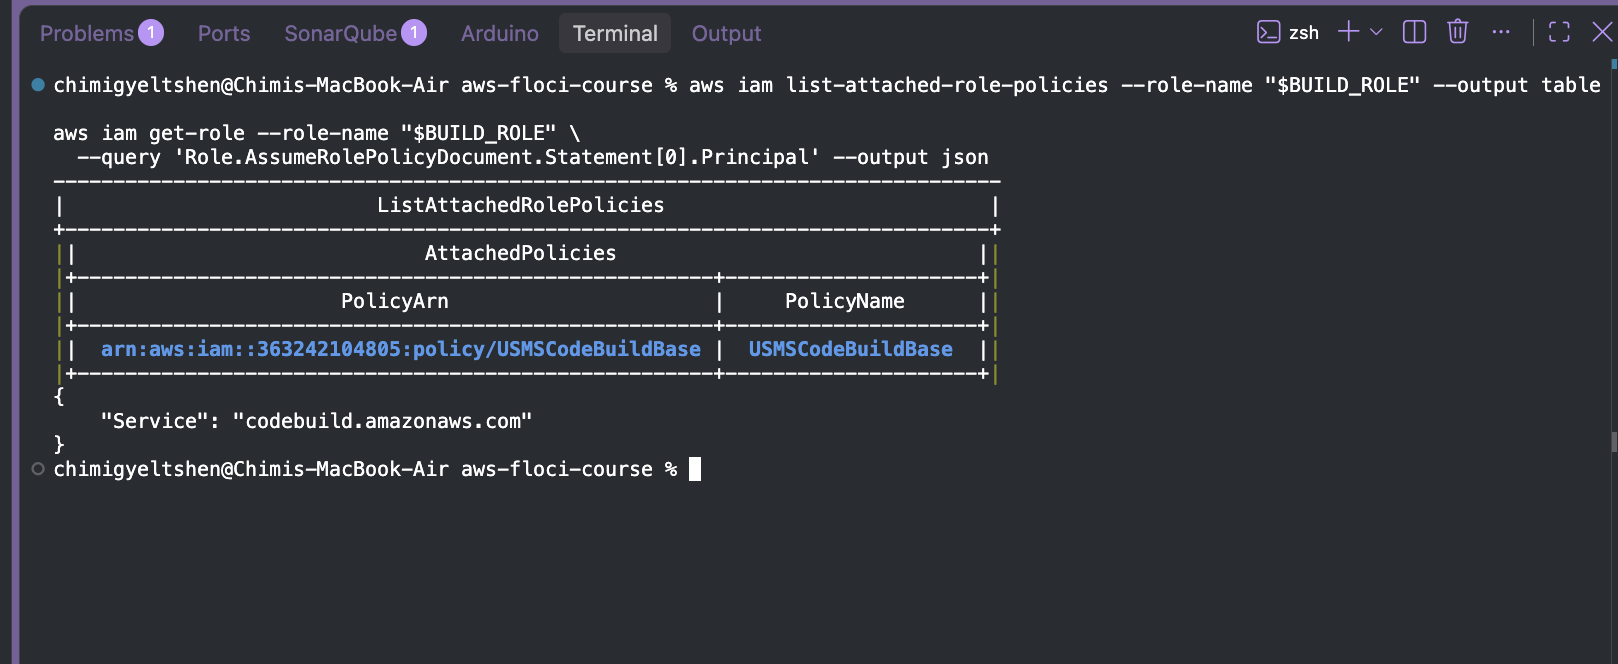 Problems 1 Ports SonarQube 1 Arduino Terminal Output zsh
chimigyeltshen@Chimis-MacBook-Air aws-floci-course % aws iam list-attached-role-policies --role-name "$BUILD_ROLE" --output table
aws iam get-role --role-name "$BUILD_ROLE" \
--query 'Role.AssumeRolePolicyDocument.Statement[0].Principal' --output json
-------------------------------------------------------------------------------
| ListAttachedRolePolicies |
+-----------------------------------------------------------------------------+
|| AttachedPolicies ||
|+------------------------------------------------------+----------------------+|
|| PolicyArn | PolicyName ||
|+------------------------------------------------------+----------------------+|
|| arn:aws:iam::363242104805:policy/USMSCodeBuildBase | USMSCodeBuildBase ||
|+------------------------------------------------------+----------------------+|
{
"Service": "codebuild.amazonaws.com"
}
chimigyeltshen@Chimis-MacBook-Air aws-floci-course %